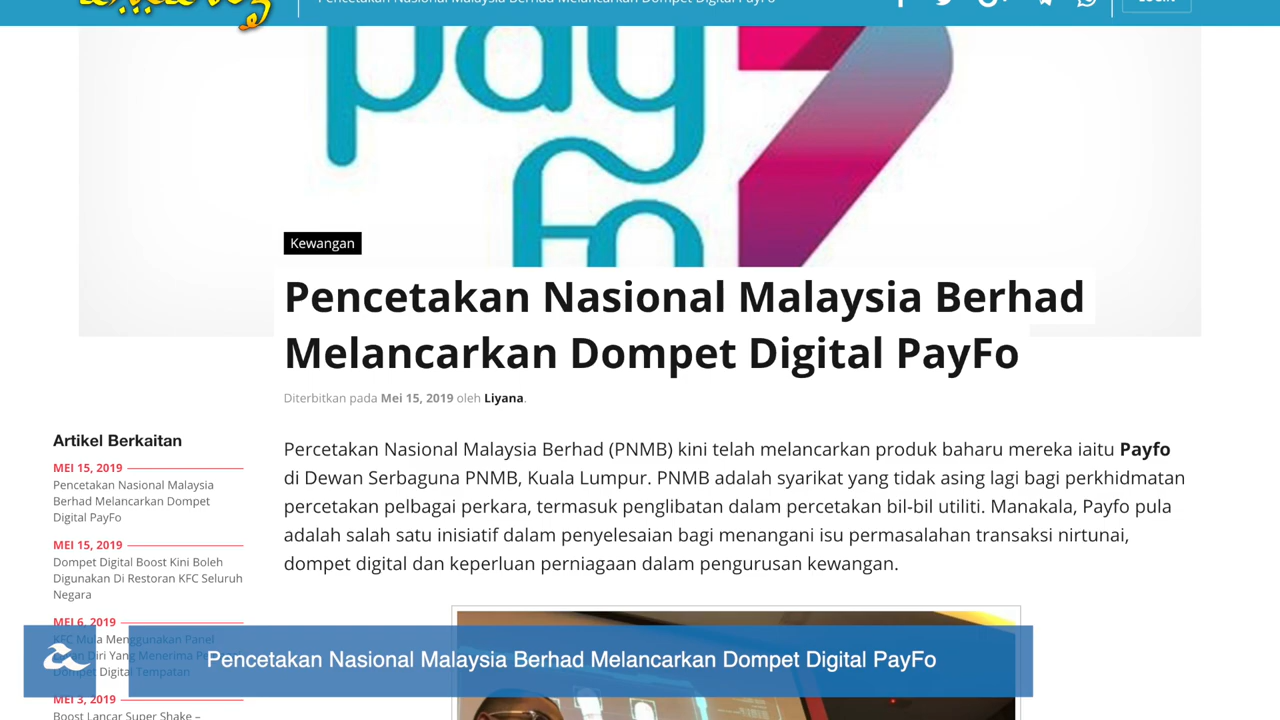 Pencetakan Nasional Malaysia Berhad Melancarkan Dompet Digital PayFo
LOGIN
pay
fo
Kewangan
Pencetakan Nasional Malaysia Berhad
Melancarkan Dompet Digital PayFo
Diterbitkan pada Mei 15, 2019 oleh Liyana.
Artikel Berkaitan
MEI 15, 2019
Pencetakan Nasional Malaysia
Berhad Melancarkan Dompet
Digital PayFo
MEI 15, 2019
Dompet Digital Boost Kini Boleh
Digunakan Di Restoran KFC Seluruh
Negara
MEI 6, 2019
KFC Mula Menggunakan Panel
Diri Yang Menerima
Dompet Digital Tempatan
MEI 3, 2019
Boost Lancar Super Shake –
Percetakan Nasional Malaysia Berhad (PNMB) kini telah melancarkan produk baharu mereka iaitu Payfo
di Dewan Serbaguna PNMB, Kuala Lumpur. PNMB adalah syarikat yang tidak asing lagi bagi perkhidmatan
percetakan pelbagai perkara, termasuk penglibatan dalam percetakan bil-bil utiliti. Manakala, Payfo pula
adalah salah satu inisiatif dalam penyelesaian bagi menangani isu permasalahan transaksi nirtunai,
dompet digital dan keperluan perniagaan dalam pengurusan kewangan.
Pencetakan Nasional Malaysia Berhad Melancarkan Dompet Digital PayFo